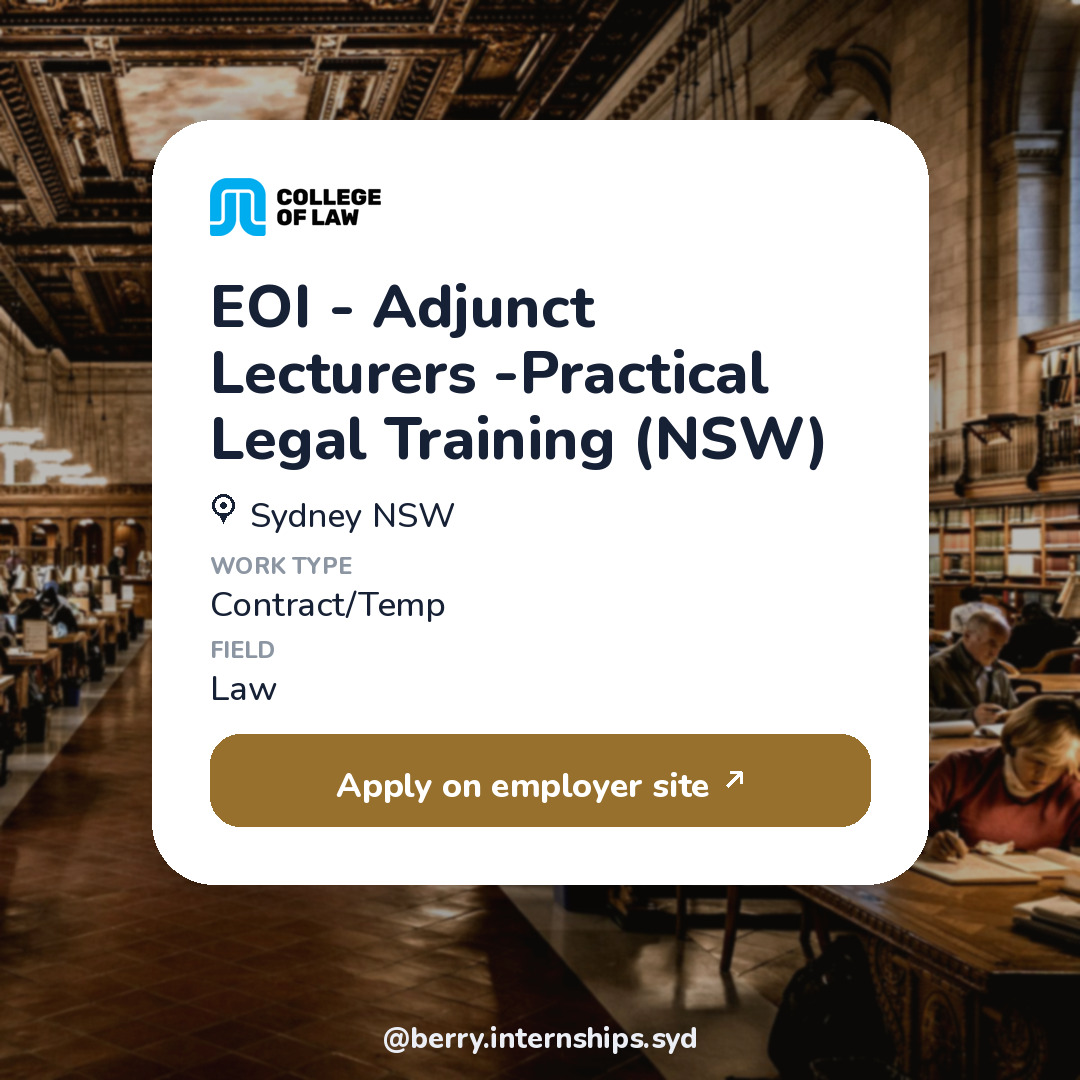 COLLEGE
OF LAW
EOI - Adjunct
Lecturers -Practical
Legal Training (NSW)
Sydney NSW
WORK TYPE
Contract/Temp
FIELD
Law
Apply on employer site
@berry.internships.syd